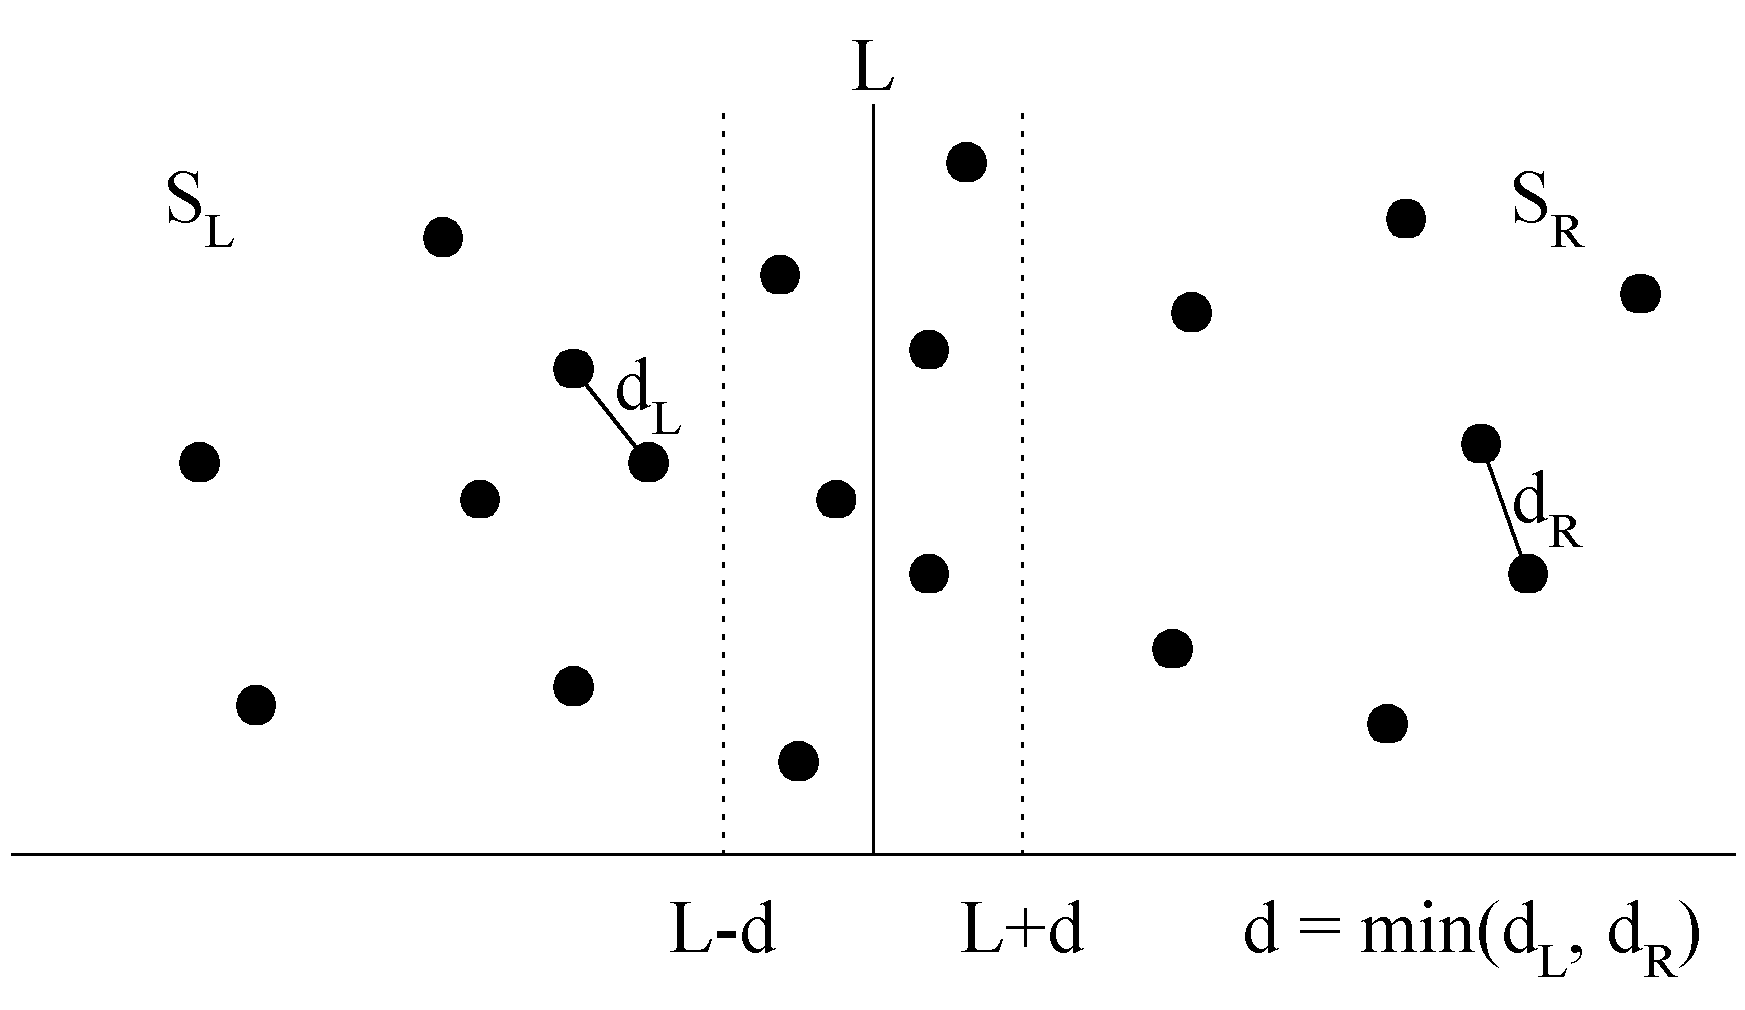 L
S_L
S_R
d_L
d_R
L-d
L+d
d = min(d_L, d_R)